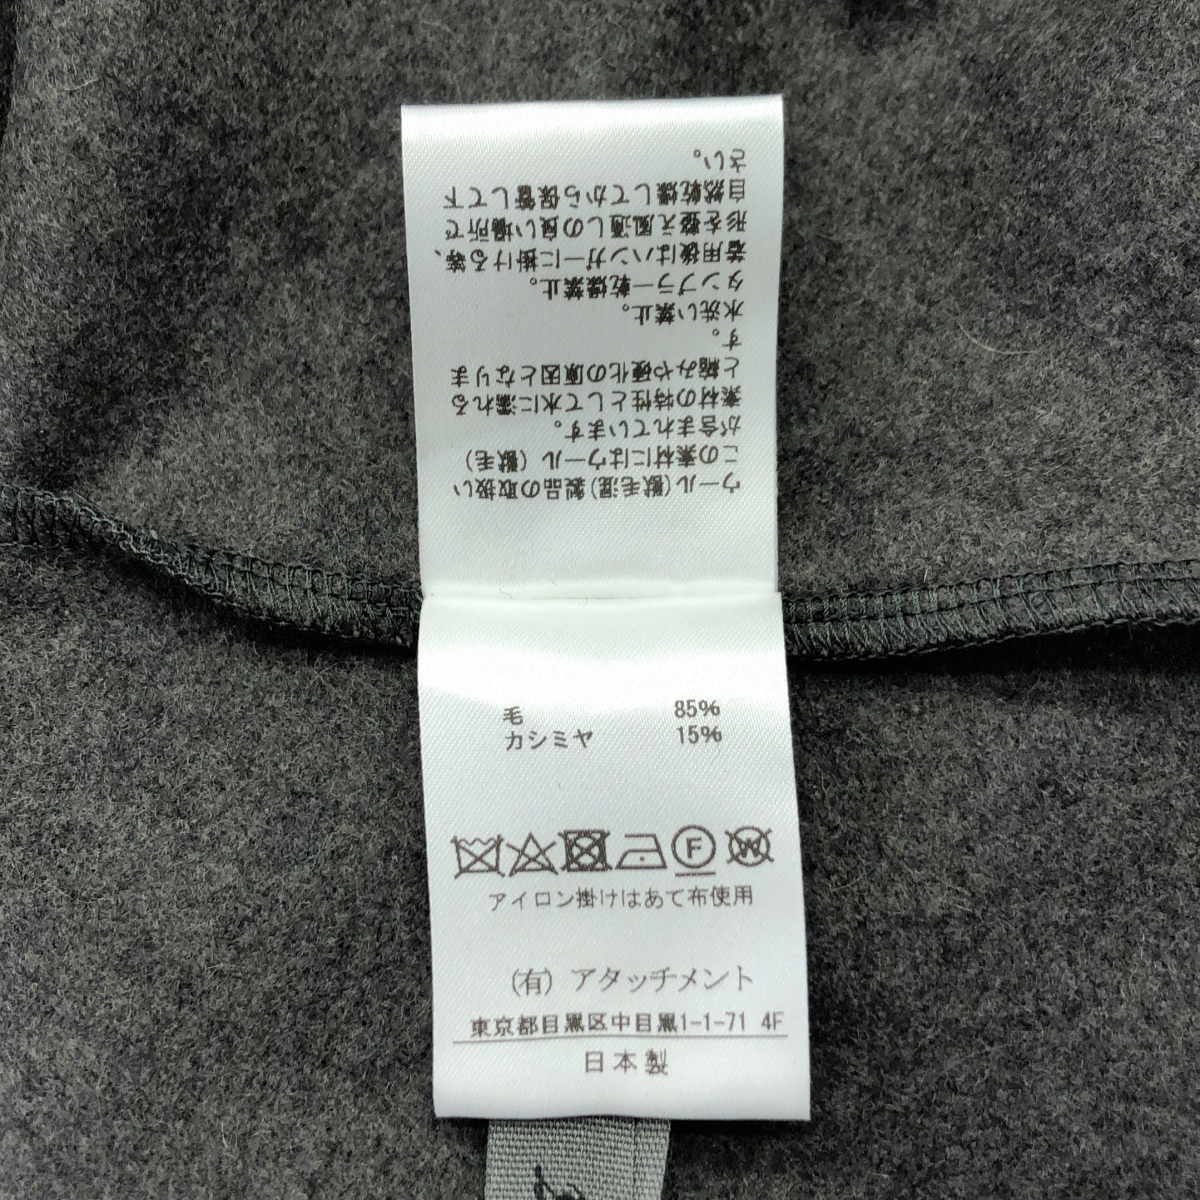 ウール(獣毛混)製品の取扱い
この素材にはウール（獣毛）
が含まれています。
素材の特性として水に濡れる
と縮みや硬化の原因となりま
す。
水洗い禁止。
タンブラー乾燥禁止。
着用後はハンガーに掛ける等、
形を整え風通しの良い場所で
自然乾燥してから保管して下
さい。
毛 85%
カシミヤ 15%
F W
アイロン掛けはあて布使用
(有) アタッチメント
東京都目黒区中目黒1-1-71 4F
日本製